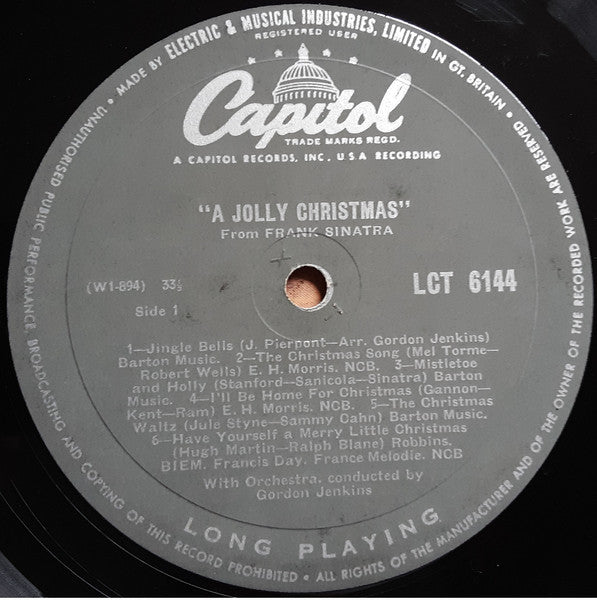 MADE BY ELECTRIC & MUSICAL INDUSTRIES, LIMITED IN GT. BRITAIN •
REGISTERED USER
Capitol
TRADE MARKS REGD.
A CAPITOL RECORDS, INC., U.S.A. RECORDING
"A JOLLY CHRISTMAS"
From FRANK SINATRA
(W1-894) 33⅓
LCT 6144
Side 1
1—Jingle Bells (J. Pierpont—Arr. Gordon Jenkins)
Barton Music. 2—The Christmas Song (Mel Torme—
Robert Wells) E. H. Morris. NCB. 3—Mistletoe
and Holly (Stanford—Sanicola—Sinatra) Barton
Music. 4—I'll Be Home For Christmas (Gannon—
Kent—Ram) E. H. Morris. NCB. 5—The Christmas
Waltz (Jule Styne—Sammy Cahn) Barton Music.
6—Have Yourself a Merry Little Christmas
(Hugh Martin—Ralph Blane) Robbins.
BIEM. Francis Day. France Melodie. NCB
With Orchestra, conducted by
Gordon Jenkins
LONG PLAYING
ALL RIGHTS OF THE MANUFACTURER AND OF THE OWNER OF THE RECORDED WORK ARE RESERVED •
UNAUTHORISED PUBLIC PERFORMANCE, BROADCASTING AND COPYING OF THIS RECORD PROHIBITED •